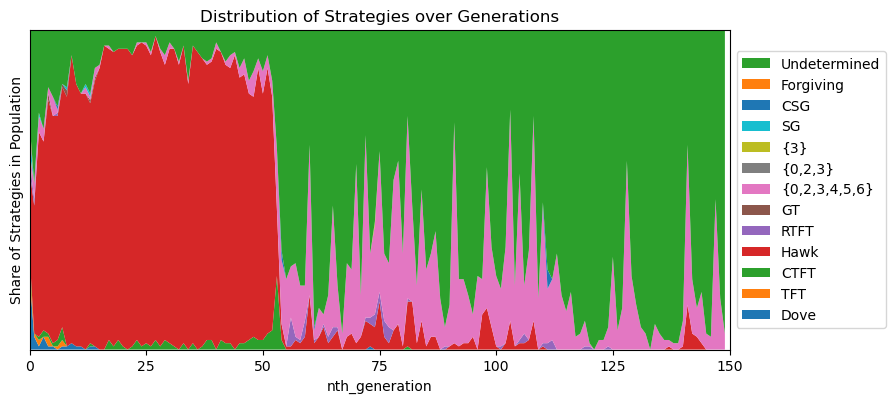 Distribution of Strategies over Generations
Share of Strategies in Population
0
25
50
75
100
125
150
nth_generation
Undetermined
Forgiving
CSG
SG
{3}
{0,2,3}
{0,2,3,4,5,6}
GT
RTFT
Hawk
CTFT
TFT
Dove